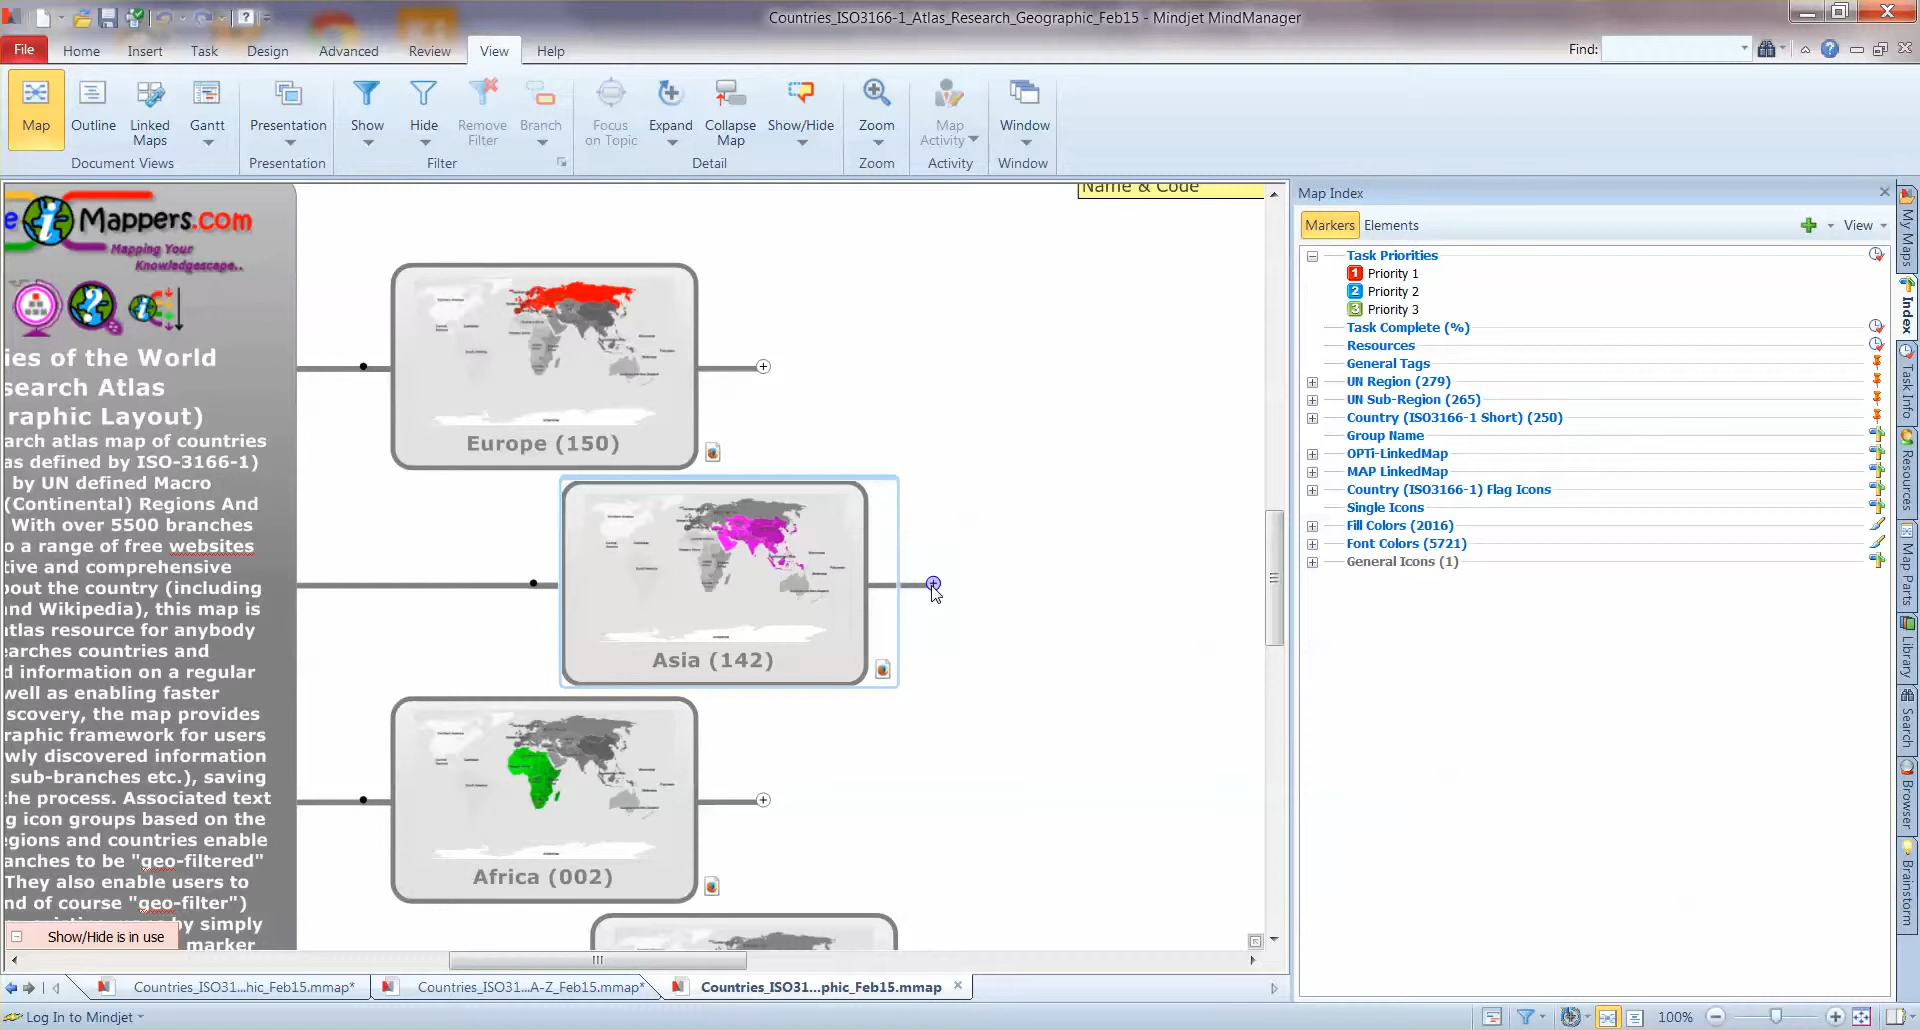 Countries_ISO3166-1_Atlas_Research_Geographic_Feb15 - Mindjet MindManager
File Home Insert Task Design Advanced Review View Help
Find:
Map Outline Linked Maps Gantt Presentation Show Hide Remove Filter Branch Focus on Topic Expand Collapse Map Show/Hide Zoom Map Activity Window
Document Views Presentation Filter Detail Zoom Activity Window
Name & Code
e Mappers.com
Mapping Your
Knowledgescape..
ies of the World
search Atlas
raphic Layout)
arch atlas map of countries
as defined by ISO-3166-1)
by UN defined Macro
(Continental) Regions And
With over 5500 branches
o a range of free websites
tive and comprehensive
bout the country (including
nd Wikipedia), this map is
atlas resource for anybody
earches countries and
d information on a regular
well as enabling faster
scovery, the map provides
raphic framework for users
wly discovered information
sub-branches etc.), saving
he process. Associated text
g icon groups based on the
egions and countries enable
anches to be "geo-filtered"
They also enable users to
nd of course "geo-filter")
by simply
marker
Show/Hide is in use
Europe (150)
Asia (142)
Africa (002)
Map Index
Markers Elements View
Task Priorities
1 Priority 1
2 Priority 2
3 Priority 3
Task Complete (%)
Resources
General Tags
UN Region (279)
UN Sub-Region (265)
Country (ISO3166-1 Short) (250)
Group Name
OPTi-LinkedMap
MAP LinkedMap
Country (ISO3166-1) Flag Icons
Single Icons
Fill Colors (2016)
Font Colors (5721)
General Icons (1)
My Maps
Index
Task Info
Resources
Map Parts
Library
Search
Browser
Brainstorm
Countries_ISO31...hic_Feb15.mmap*
Countries_ISO31...A-Z_Feb15.mmap*
Countries_ISO31...phic_Feb15.mmap
Log In to Mindjet
100%